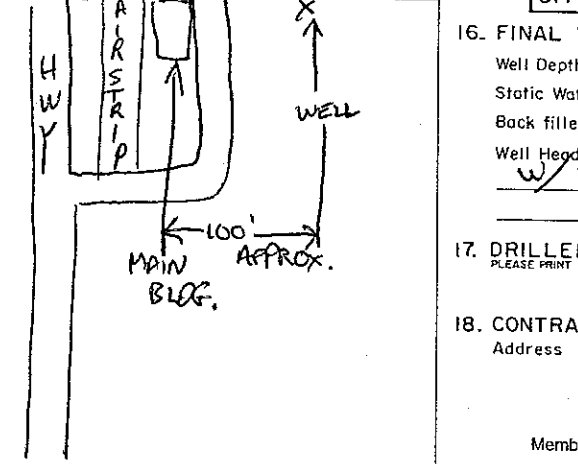 HWY
AIRSTRIP
X
WELL
100'
APPROX.
MAIN
BLDG.
16. FINAL
Well Depth
Static Wat
Back fille
Well Head
W/
17. DRILLE
PLEASE PRINT
18. CONTRA
Address
Memb